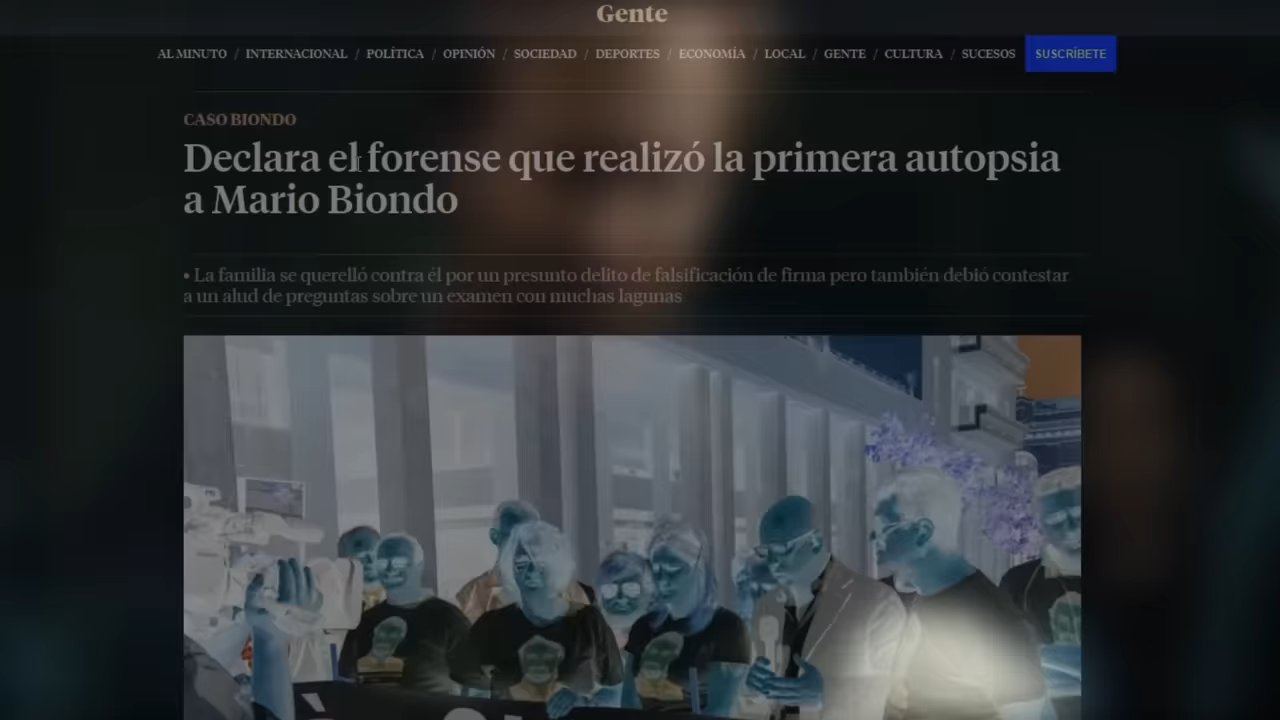 Gente
AL MINUTO / INTERNACIONAL / POLÍTICA / OPINIÓN / SOCIEDAD / DEPORTES / ECONOMÍA / LOCAL / GENTE / CULTURA / SUCESOS SUSCRÍBETE
CASO BIONDO
Declara el forense que realizó la primera autopsia
a Mario Biondo
• La familia se querelló contra él por un presunto delito de falsificación de firma pero también debió contestar
a un alud de preguntas sobre un examen con muchas lagunas